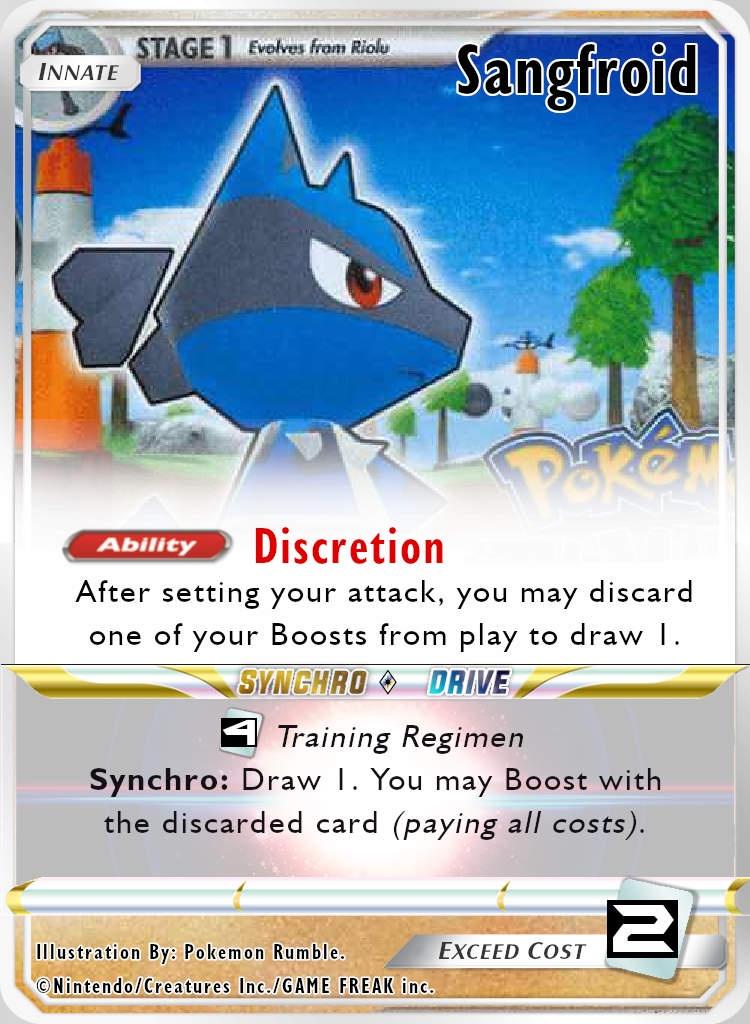 STAGE 1 Evolves from Riolu
INNATE
Sangfroid
POKÉM
Ability Discretion
After setting your attack, you may discard
one of your Boosts from play to draw 1.
SYNCHRO DRIVE
4 Training Regimen
Synchro: Draw 1. You may Boost with
the discarded card (paying all costs).
2
EXCEED COST
Illustration By: Pokemon Rumble.
©Nintendo/Creatures Inc./GAME FREAK inc.